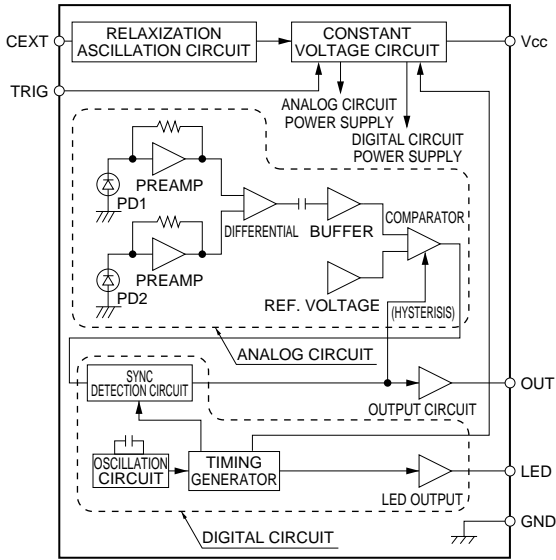 CEXT
RELAXIZATION
ASCILLATION CIRCUIT
CONSTANT
VOLTAGE CIRCUIT
Vcc
TRIG
ANALOG CIRCUIT
POWER SUPPLY
DIGITAL CIRCUIT
POWER SUPPLY
PREAMP
PD1
DIFFERENTIAL
BUFFER
COMPARATOR
PREAMP
PD2
REF. VOLTAGE
(HYSTERISIS)
ANALOG CIRCUIT
SYNC
DETECTION CIRCUIT
OUT
OUTPUT CIRCUIT
OSCILLATION
CIRCUIT
TIMING
GENERATOR
LED
LED OUTPUT
GND
DIGITAL CIRCUIT